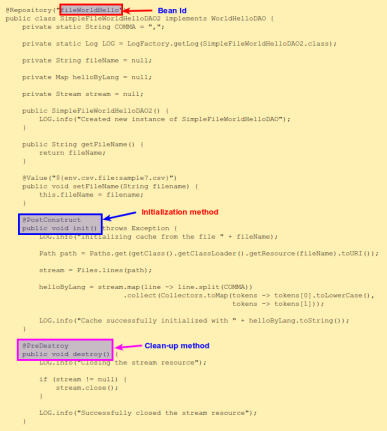 @Repository("fileWorldHello") Bean Id
public class SimpleFileWorldHelloDAO2 implements WorldHelloDAO {
private static String COMMA = ",";
private static Log LOG = LogFactory.getLog(SimpleFileWorldHelloDAO2.class);
private String fileName = null;
private Map helloByLang = null;
private Stream stream = null;
public SimpleFileWorldHelloDAO2() {
LOG.info("Created new instance of SimpleFileWorldHelloDAO");
}
public String getFileName() {
return fileName;
}
@Value("${env.csv.file:sample7.csv}")
public void setFileName(String filename) {
this.fileName = filename;
}
Initialization method
@PostConstruct
public void init() throws Exception {
LOG.info("Initializing cache from the file " + fileName);
Path path = Paths.get(getClass().getClassLoader().getResource(fileName).toURI());
stream = Files.lines(path);
helloByLang = stream.map(line -> line.split(COMMA))
.collect(Collectors.toMap(tokens -> tokens[0].toLowerCase(),
tokens -> tokens[1]));
LOG.info("Cache successfully initialized with " + helloByLang.toString());
}
@PreDestroy Clean-up method
public void destroy() {
LOG.info("Closing the stream resource");
if (stream != null) {
stream.close();
}
LOG.info("Successfully closed the stream resource");
}